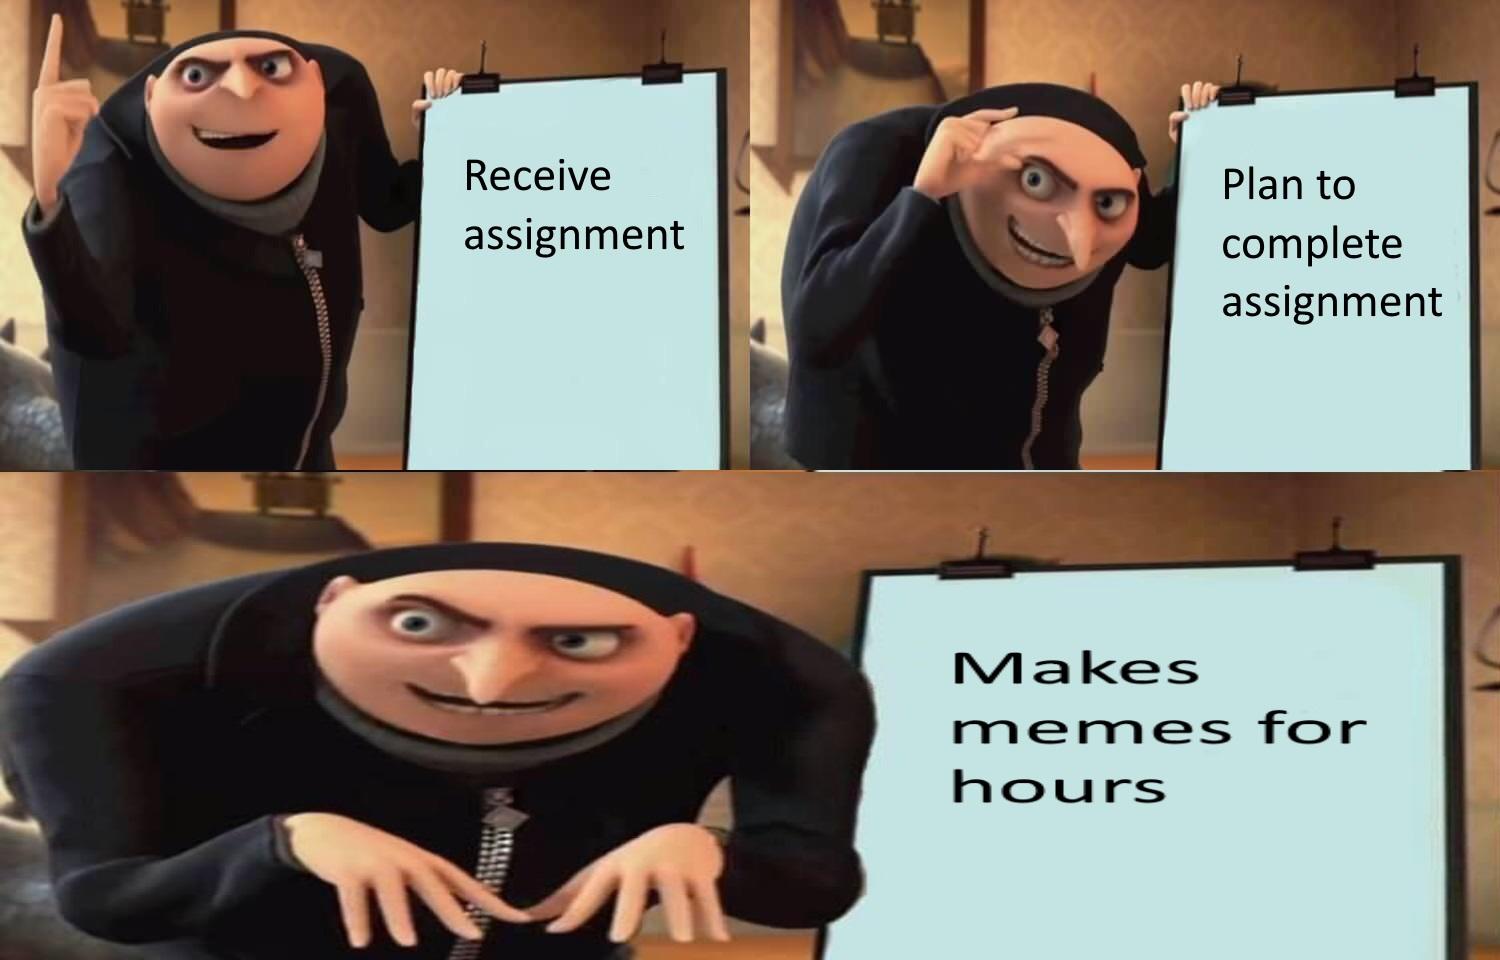 Receive
assignment
Plan to
complete
assignment
Makes
memes for
hours